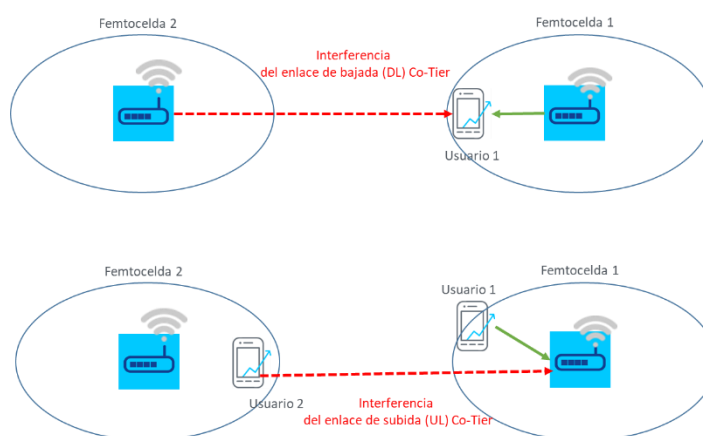 Femtocelda 2
Femtocelda 1
Interferencia
del enlace de bajada (DL) Co-Tier
Usuario 1
Femtocelda 2
Femtocelda 1
Usuario 1
Usuario 2
Interferencia
del enlace de subida (UL) Co-Tier